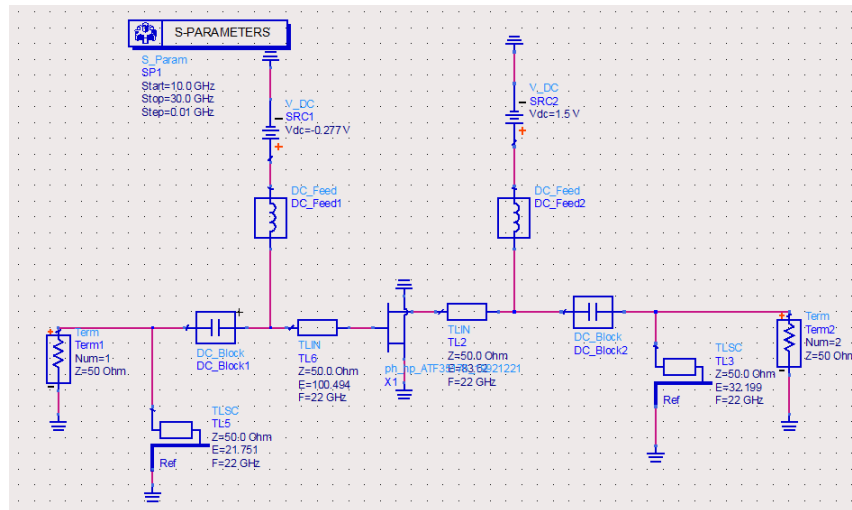 S-PARAMETERS
S_Param
SP1
Start=10.0 GHz
Stop=30.0 GHz
Step=0.01 GHz
V_DC
SRC1
Vdc=-0.277 V
V_DC
SRC2
Vdc=1.5 V
DC_Feed
DC_Feed1
DC_Feed
DC_Feed2
Term
Term1
Num=1
Z=50 Ohm
DC_Block
DC_Block1
TLIN
TL6
Z=50.0 Ohm
E=100.494
F=22 GHz
X1
TLIN
TL2
Z=50.0 Ohm
F=22 GHz
DC_Block
DC_Block2
Term
Term2
Num=2
Z=50 Ohm
TLSC
TL5
Z=50.0 Ohm
E=21.751
F=22 GHz
Ref
TLSC
TL3
Z=50.0 Ohm
E=32.199
F=22 GHz
Ref